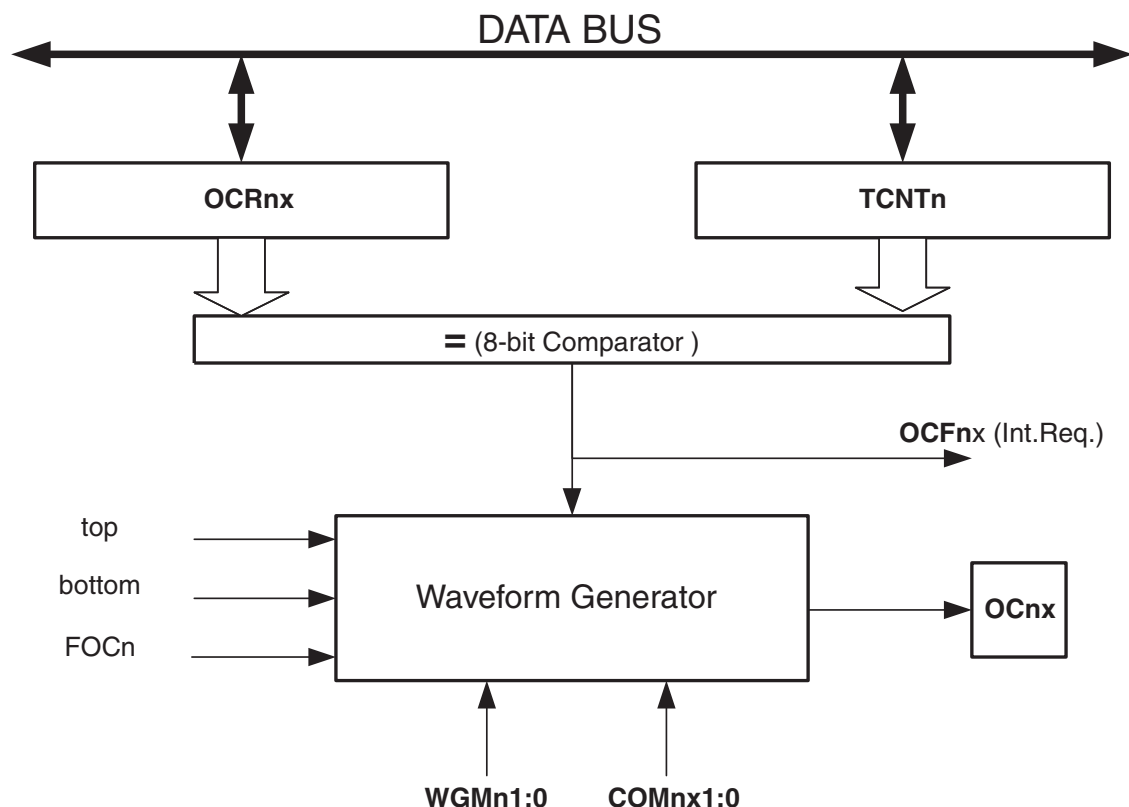 DATA BUS
OCRnx
TCNTn
= (8-bit Comparator )
OCFnx (Int.Req.)
top
bottom
FOCn
Waveform Generator
OCnx
WGMn1:0
COMnx1:0